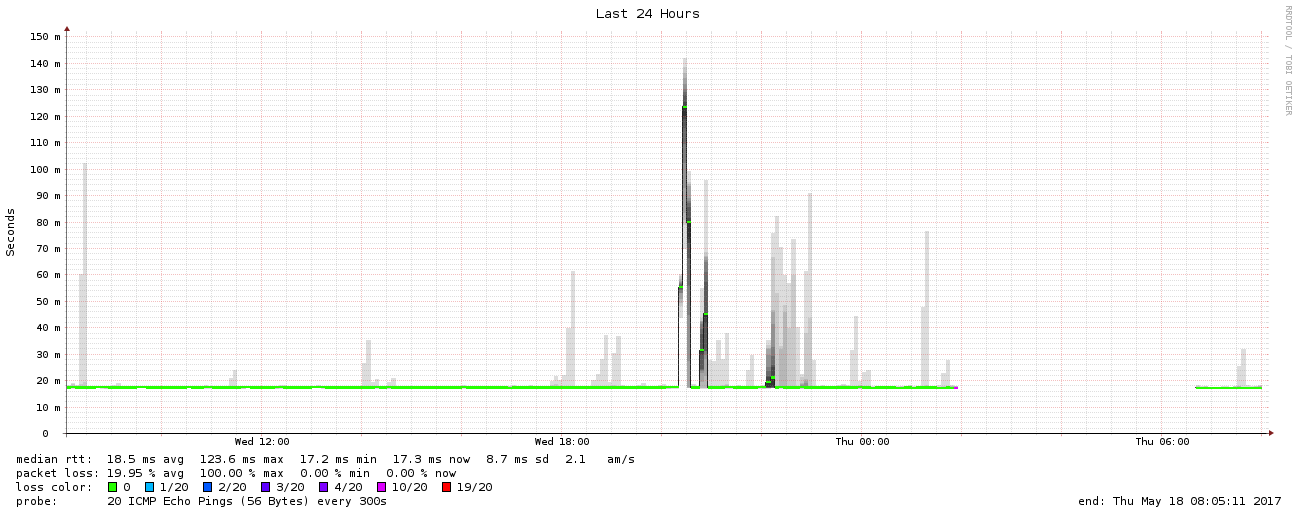 Last 24 Hours
RRDTOOL / TOBI OETIKER
Seconds
150 m
140 m
130 m
120 m
110 m
100 m
90 m
80 m
70 m
60 m
50 m
40 m
30 m
20 m
10 m
0
Wed 12:00 Wed 18:00 Thu 00:00 Thu 06:00
median rtt: 18.5 ms avg 123.6 ms max 17.2 ms min 17.3 ms now 8.7 ms sd 2.1 am/s
packet loss: 19.95 % avg 100.00 % max 0.00 % min 0.00 % now
loss color: 0 1/20 2/20 3/20 4/20 10/20 19/20
probe: 20 ICMP Echo Pings (56 Bytes) every 300s end: Thu May 18 08:05:11 2017